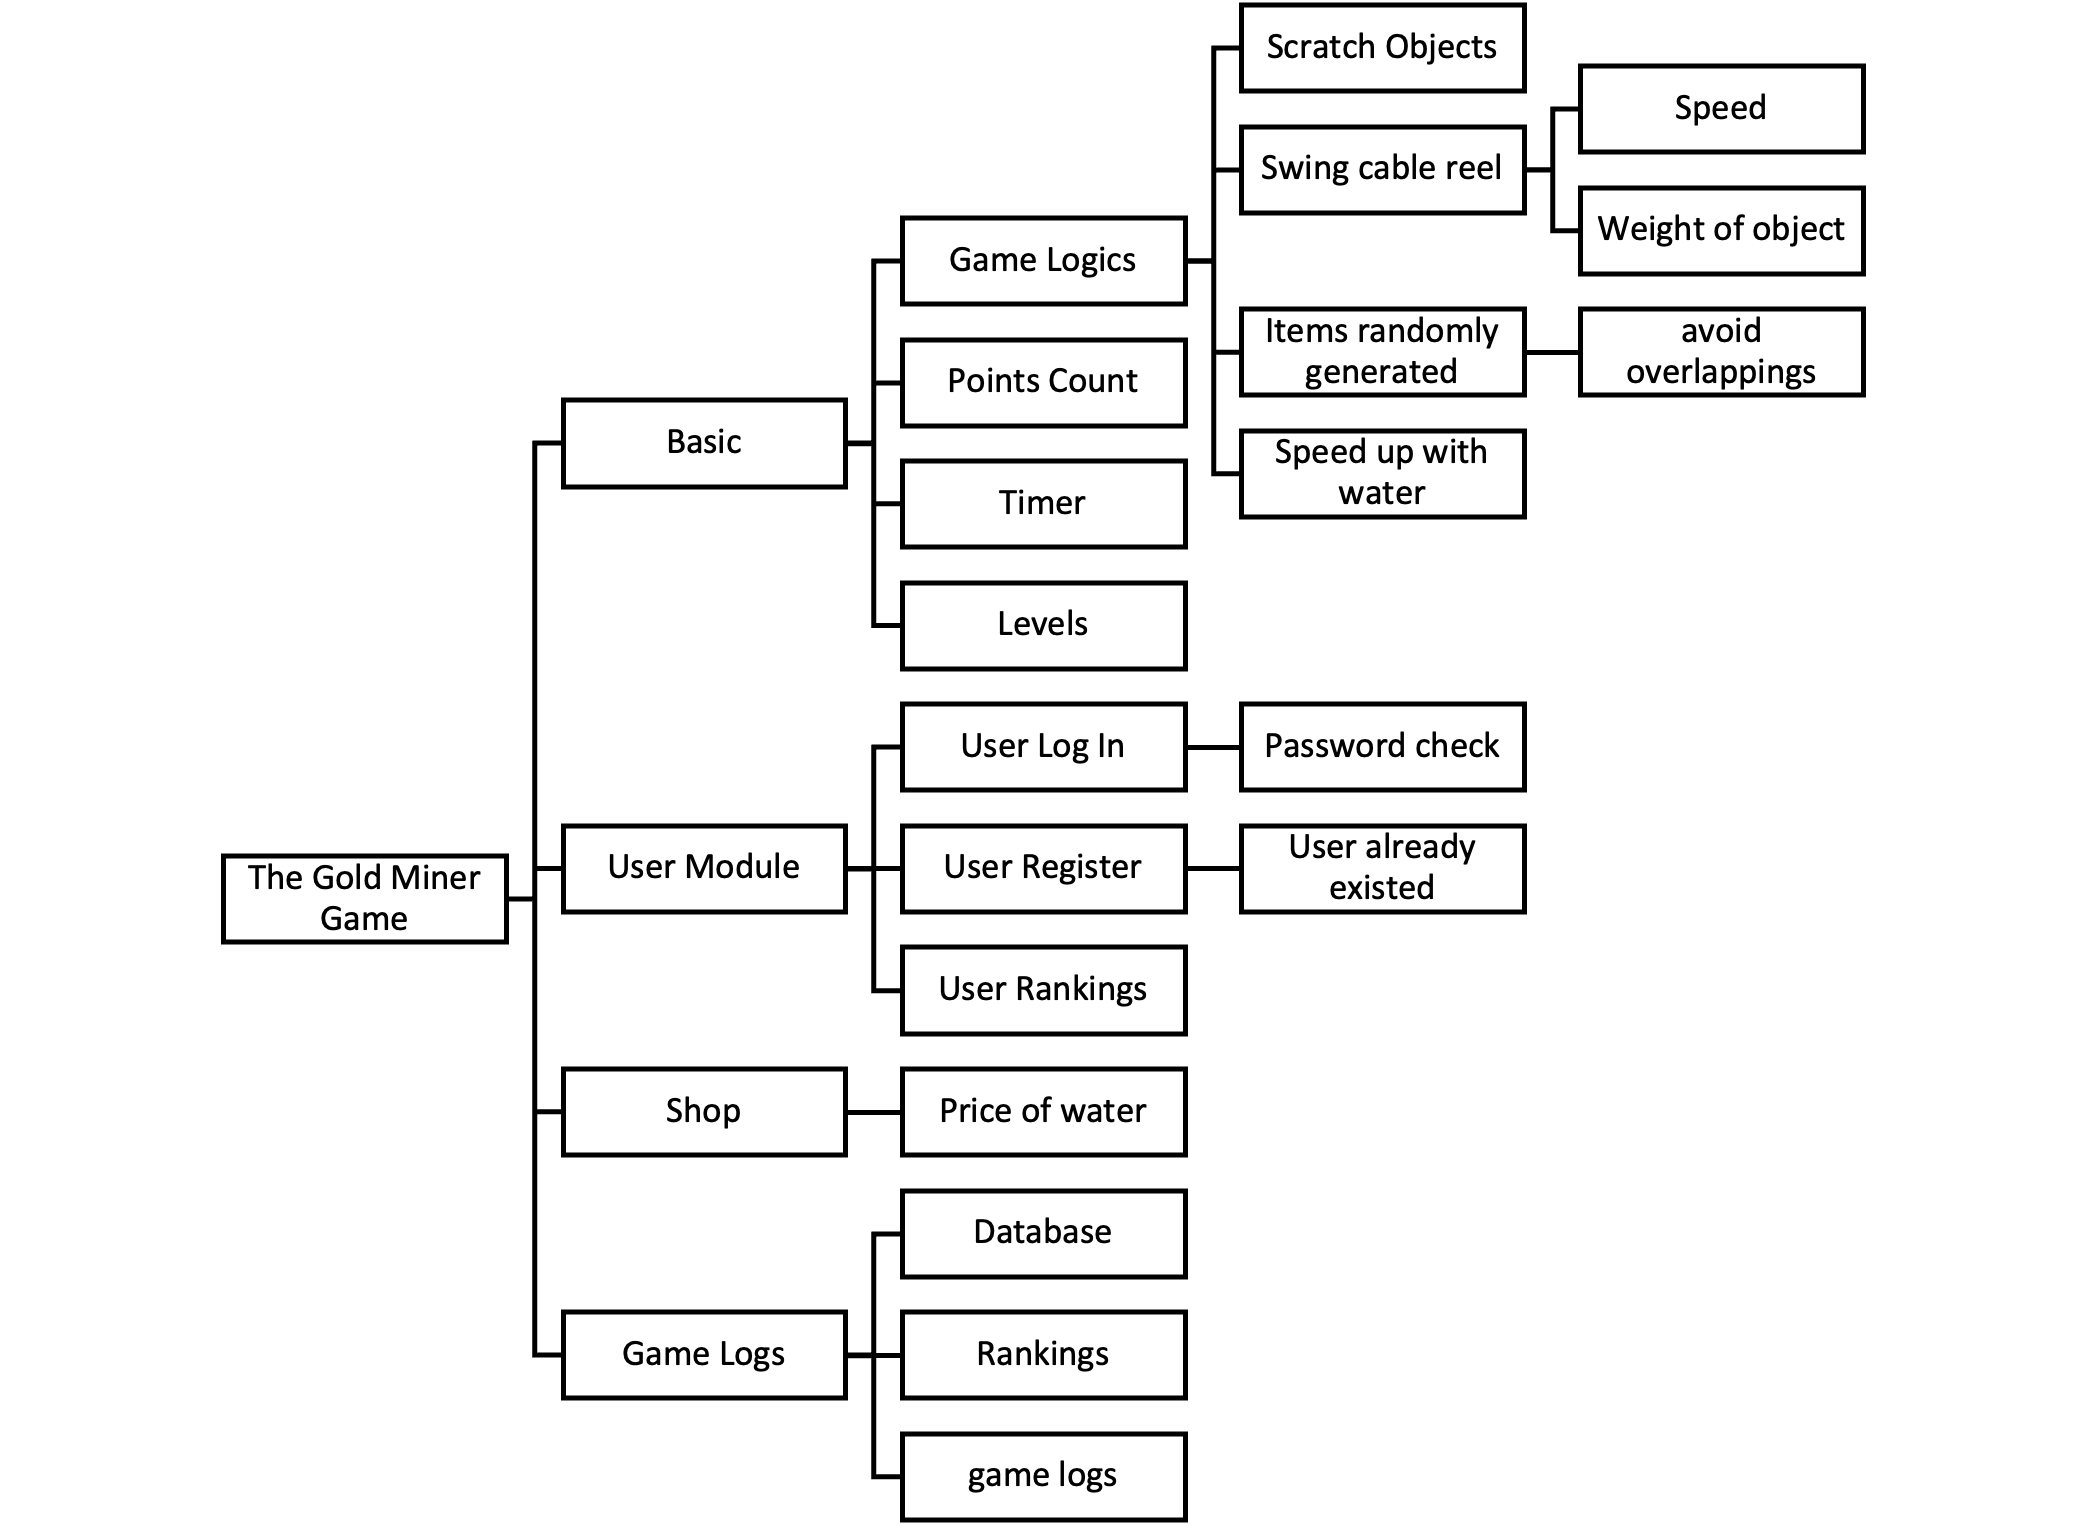 The Gold Miner
Game
Basic
Game Logics
Scratch Objects
Swing cable reel
Speed
Weight of object
Items randomly
generated
avoid
overlappings
Speed up with
water
Points Count
Timer
Levels
User Module
User Log In
Password check
User Register
User already
existed
User Rankings
Shop
Price of water
Game Logs
Database
Rankings
game logs